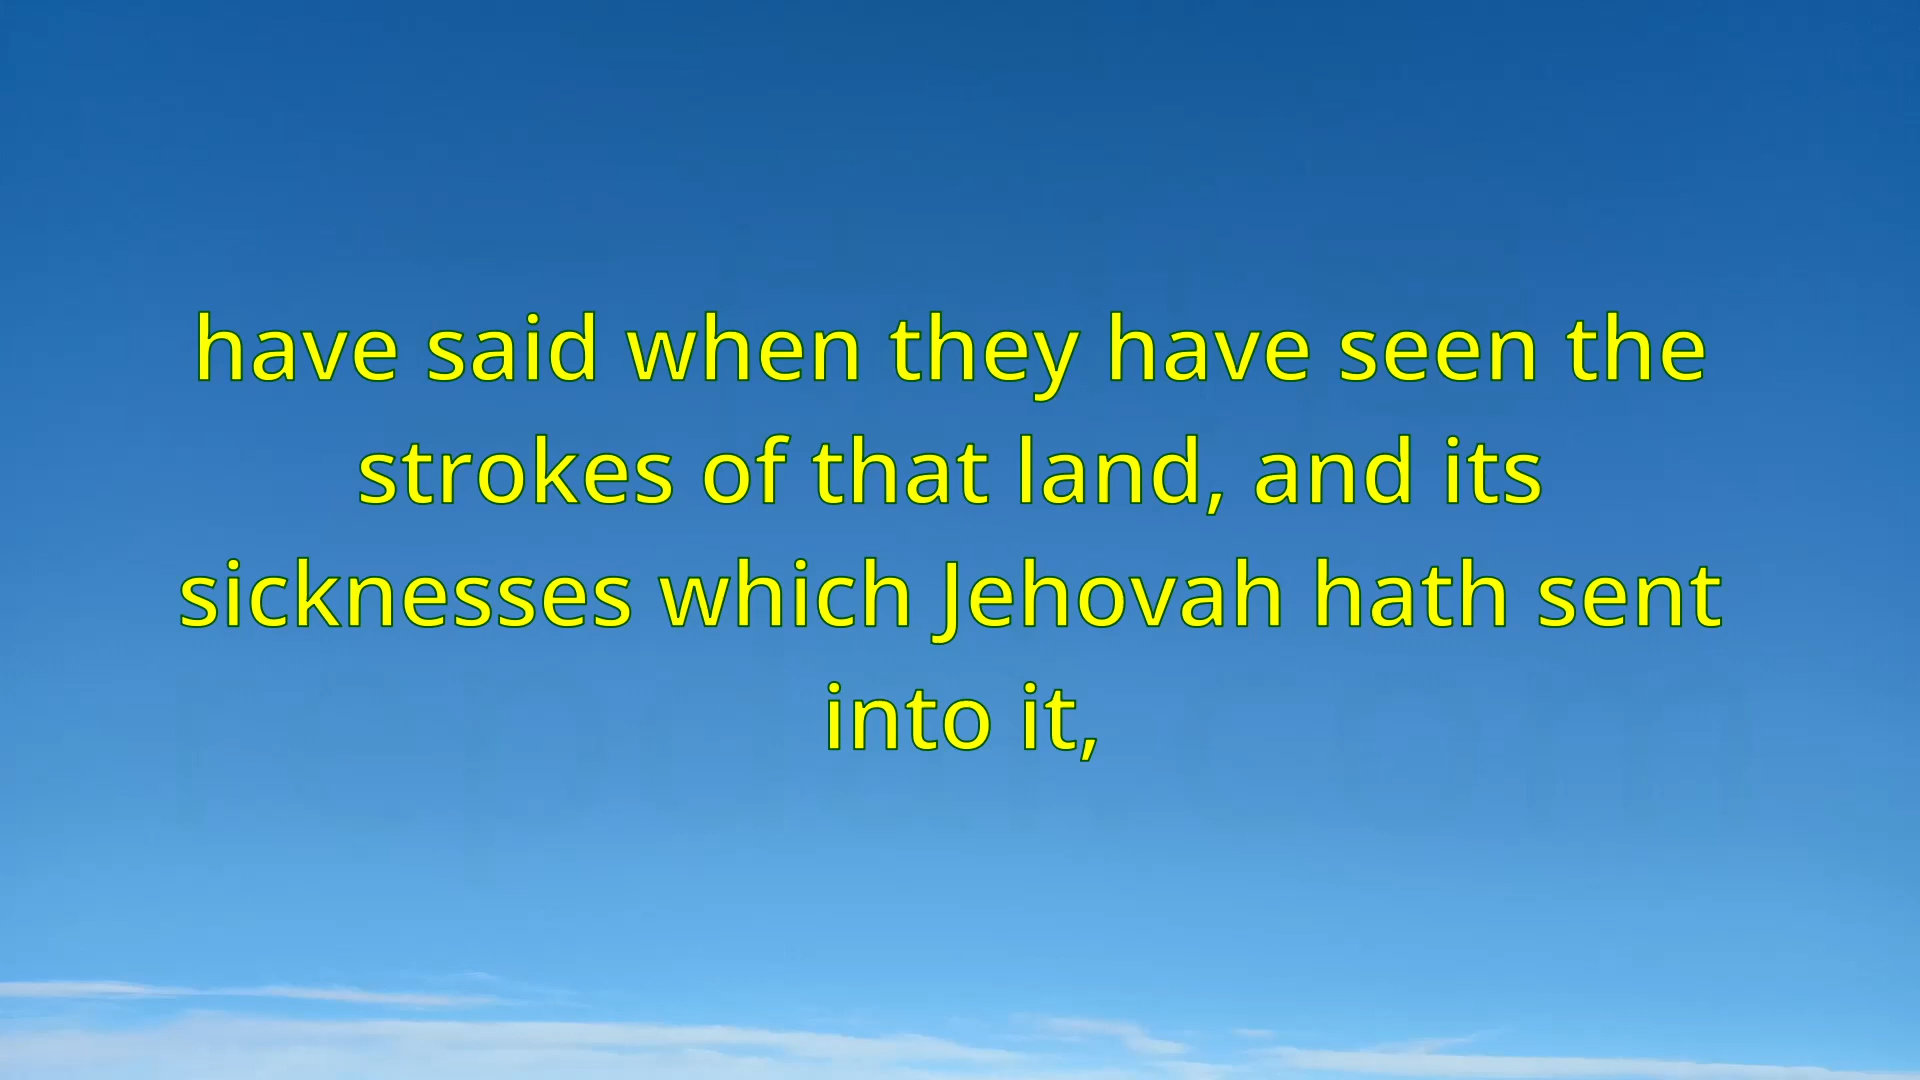 have said when they have seen the
strokes of that land, and its
sicknesses which Jehovah hath sent
into it,